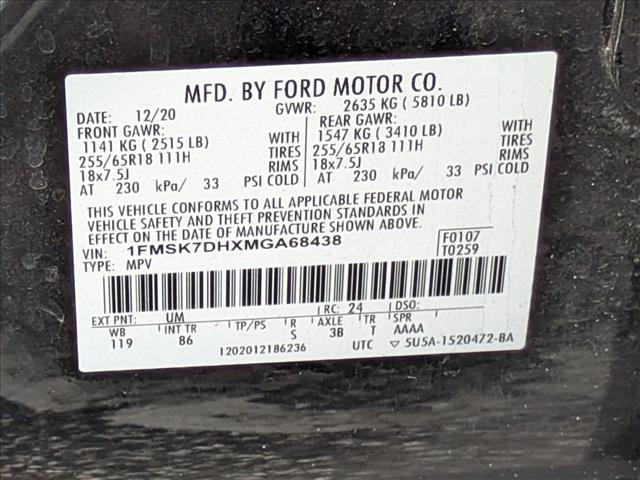 MFD. BY FORD MOTOR CO.
DATE: 12/20 GVWR: 2635 KG ( 5810 LB)
FRONT GAWR: REAR GAWR:
1141 KG ( 2515 LB) WITH 1547 KG ( 3410 LB) WITH
255/65R18 111H TIRES 255/65R18 111H TIRES
18x7.5J RIMS 18x7.5J RIMS
AT 230 kPa/ 33 PSI COLD AT 230 kPa/ 33 PSI COLD
THIS VEHICLE CONFORMS TO ALL APPLICABLE FEDERAL MOTOR
VEHICLE SAFETY AND THEFT PREVENTION STANDARDS IN
EFFECT ON THE DATE OF MANUFACTURE SHOWN ABOVE.
VIN: 1FMSK7DHXMGA68438 F0107
TYPE: MPV T0259
EXT PNT: UM RC: 24 DSO:
WB INT TR TP/PS R AXLE TR SPR
119 86 S 3B T AAAA
1202012186236 UTC ▽ 5U5A-1520472-BA